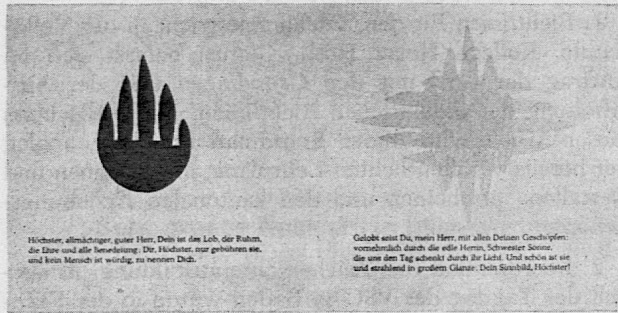 Höchster, allmächtiger, guter Herr, Dein ist das Lob, der Ruhm,
die Ehre und alle Benedeiung; Dir, Höchster, nur gebühren sie,
und kein Mensch ist würdig, zu nennen Dich.
Gelobt seist Du, mein Herr, mit allen Deinen Geschöpfen:
vornehmlich durch die edle Herrin, Schwester Sonne,
die uns den Tag schenkt durch ihr Licht. Und schön ist sie
und strahlend in großem Glanze: Dein Sinnbild, Höchster!